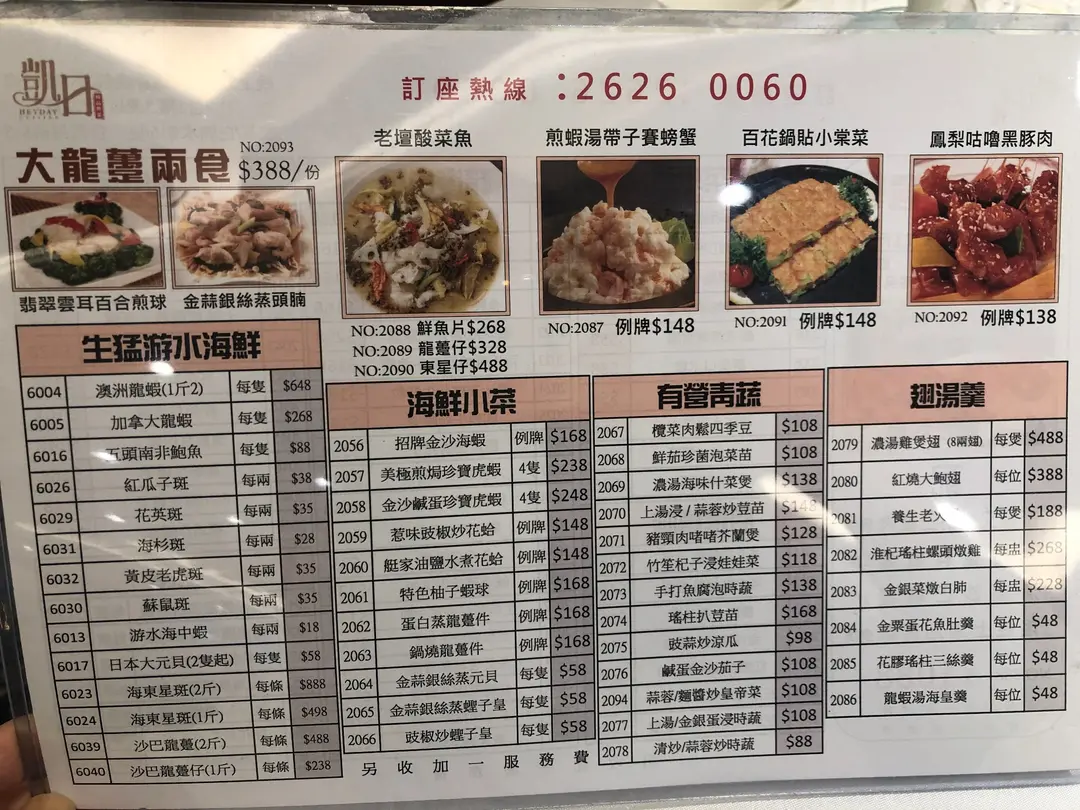 凱日
HEYDAY
CUISINE
訂座熱線:2626 0060
大龍躉兩食
NO:2093
$388/份
翡翠雲耳百合煎球
金蒜銀絲蒸頭腩
老壇酸菜魚
NO:2088 鮮魚片$268
NO:2089 龍躉仔$328
NO:2090 東星仔$488
煎蝦湯帶子賽螃蟹
NO:2087 例牌$148
百花鍋貼小棠菜
NO:2091 例牌$148
鳳梨咕嚕黑豚肉
NO:2092 例牌$138
生猛游水海鮮
6004 澳洲龍蝦(1斤2) 每隻 $648
6005 加拿大龍蝦 每隻 $268
6016 五頭南非鮑魚 每隻 $88
6026 紅瓜子斑 每兩 $38
6029 花英斑 每兩 $35
6031 海杉斑 每兩 $28
6032 黃皮老虎斑 每兩 $35
6030 蘇鼠斑 每兩 $35
6013 游水海中蝦 每兩 $18
6017 日本大元貝(2隻起) 每隻 $58
6023 海東星斑(2斤) 每條 $888
6024 海東星斑(1斤) 每條 $498
6039 沙巴龍躉(2斤) 每條 $488
6040 沙巴龍躉仔(1斤) 每條 $238
海鮮小菜
2056 招牌金沙海蝦 例牌 $168
2057 美極煎焗珍寶虎蝦 4隻 $238
2058 金沙鹹蛋珍寶虎蝦 4隻 $248
2059 惹味豉椒炒花蛤 例牌 $148
2060 艇家油鹽水煮花蛤 例牌 $148
2061 特色柚子蝦球 例牌 $168
2062 蛋白蒸龍躉件 例牌 $168
2063 鍋燒龍躉件 例牌 $168
2064 金蒜銀絲蒸元貝 每隻 $58
2065 金蒜銀絲蒸蟶子皇 每隻 $58
2066 豉椒炒蟶子皇 每隻 $58
有營青蔬
2067 欖菜肉鬆四季豆 $108
2068 鮮茄珍菌泡菜苗 $108
2069 濃湯海味什菜煲 $138
2070 上湯浸/蒜蓉炒荳苗 $148
2071 豬頸肉啫啫芥蘭煲 $128
2072 竹笙杞子浸娃娃菜 $118
2073 手打魚腐泡時蔬 $138
2074 瑤柱扒荳苗 $168
2075 豉蒜炒涼瓜 $98
2076 鹹蛋金沙茄子 $108
2094 蒜蓉/麵醬炒皇帝菜 $108
2077 上湯/金銀蛋浸時蔬 $108
2078 清炒/蒜蓉炒時蔬 $88
翅湯羹
2079 濃湯雞煲翅 (8兩翅) 每煲 $488
2080 紅燒大鮑翅 每位 $388
2081 養生老火 每煲 $188
2082 淮杞瑤柱螺頭燉雞 每盅 $268
2083 金銀菜燉白肺 每盅 $228
2084 金粟蛋花魚肚羹 每位 $48
2085 花膠瑤柱三絲羹 每位 $48
2086 龍蝦湯海皇羹 每位 $48
另收加一服務費